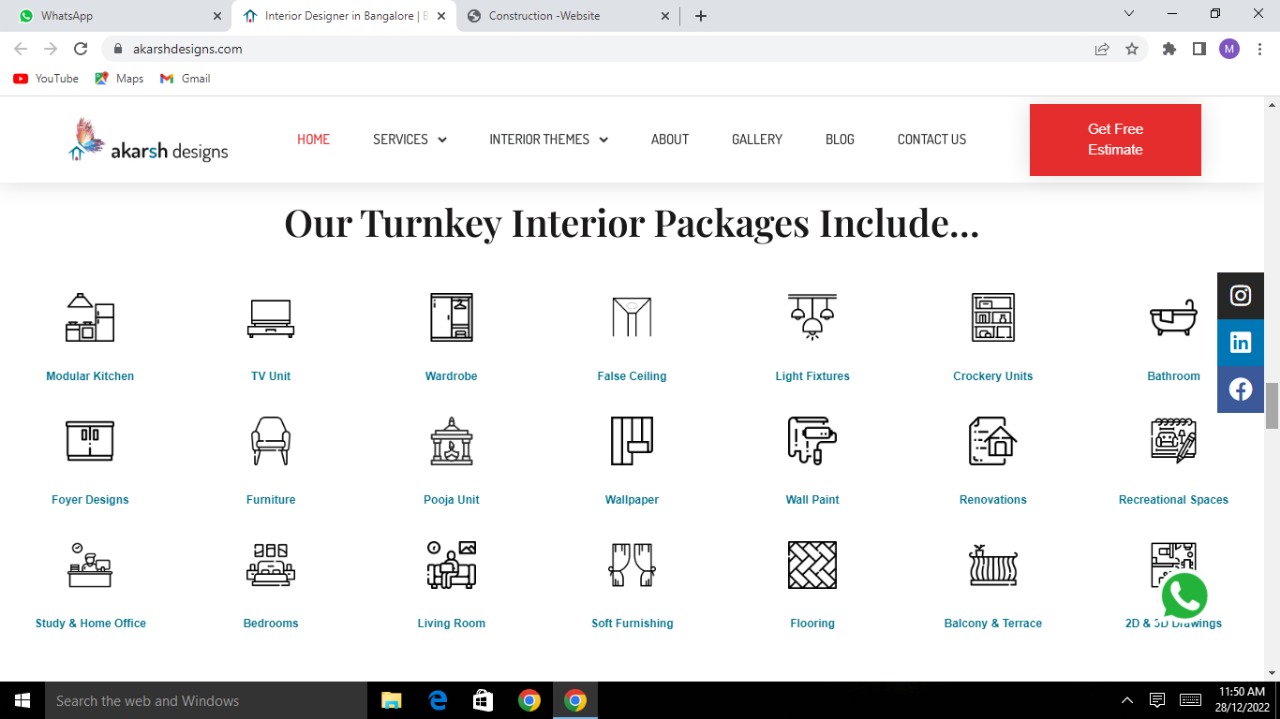 WhatsApp
Interior Designer in Bangalore | B
Construction -Website
akarshdesigns.com
M
YouTube
Maps
Gmail
akarsh designs
HOME
SERVICES
INTERIOR THEMES
ABOUT
GALLERY
BLOG
CONTACT US
Get Free
Estimate
Our Turnkey Interior Packages Include...
Modular Kitchen
TV Unit
Wardrobe
False Ceiling
Light Fixtures
Crockery Units
Bathroom
Foyer Designs
Furniture
Pooja Unit
Wallpaper
Wall Paint
Renovations
Recreational Spaces
Study & Home Office
Bedrooms
Living Room
Soft Furnishing
Flooring
Balcony & Terrace
2D & 3D Drawings
Search the web and Windows
11:50 AM
28/12/2022